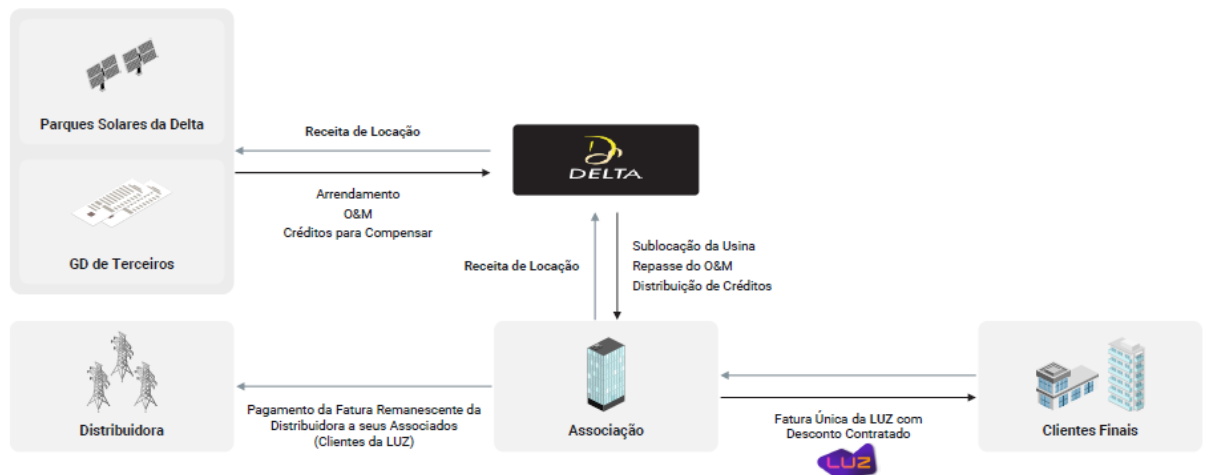 Parques Solares da Delta
GD de Terceiros
Receita de Locação
Arrendamento
O&M
Créditos para Compensar
DELTA
Receita de Locação
Sublocação da Usina
Repasse do O&M
Distribuição de Créditos
Distribuidora
Pagamento da Fatura Remanescente da
Distribuidora a seus Associados
(Clientes da LUZ)
Associação
Fatura Única da LUZ com
Desconto Contratado
LUZ
Clientes Finais